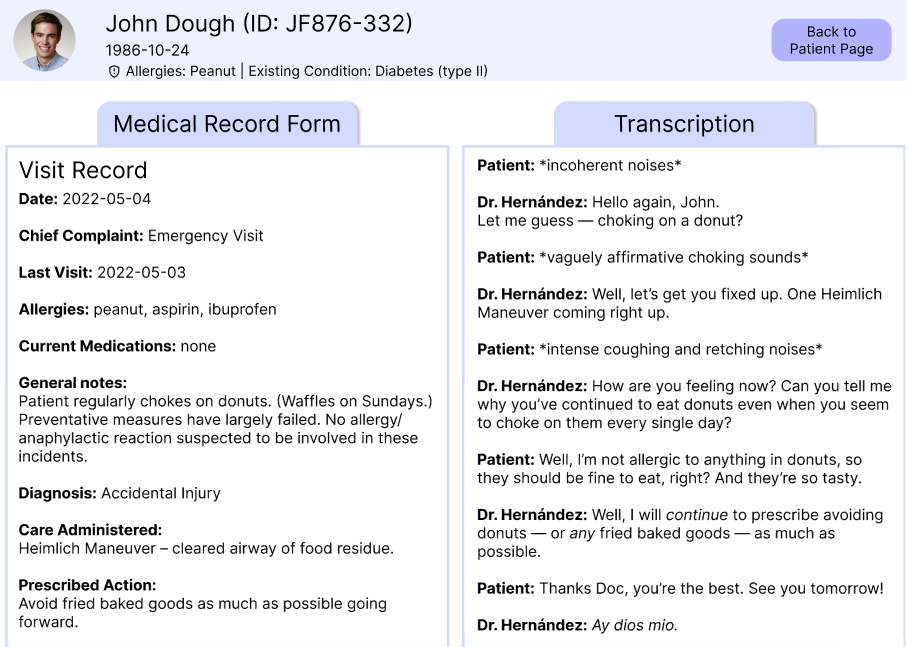 John Dough (ID: JF876-332)
1986-10-24
Allergies: Peanut | Existing Condition: Diabetes (type II)
Back to
Patient Page
Medical Record Form
Visit Record
Date: 2022-05-04
Chief Complaint: Emergency Visit
Last Visit: 2022-05-03
Allergies: peanut, aspirin, ibuprofen
Current Medications: none
General notes:
Patient regularly chokes on donuts. (Waffles on Sundays.)
Preventative measures have largely failed. No allergy/
anaphylactic reaction suspected to be involved in these
incidents.
Diagnosis: Accidental Injury
Care Administered:
Heimlich Maneuver – cleared airway of food residue.
Prescribed Action:
Avoid fried baked goods as much as possible going
forward.
Transcription
Patient: *incoherent noises*
Dr. Hernández: Hello again, John.
Let me guess — choking on a donut?
Patient: *vaguely affirmative choking sounds*
Dr. Hernández: Well, let’s get you fixed up. One Heimlich
Maneuver coming right up.
Patient: *intense coughing and retching noises*
Dr. Hernández: How are you feeling now? Can you tell me
why you’ve continued to eat donuts even when you seem
to choke on them every single day?
Patient: Well, I’m not allergic to anything in donuts, so
they should be fine to eat, right? And they’re so tasty.
Dr. Hernández: Well, I will continue to prescribe avoiding
donuts — or any fried baked goods — as much as
possible.
Patient: Thanks Doc, you’re the best. See you tomorrow!
Dr. Hernández: Ay dios mio.